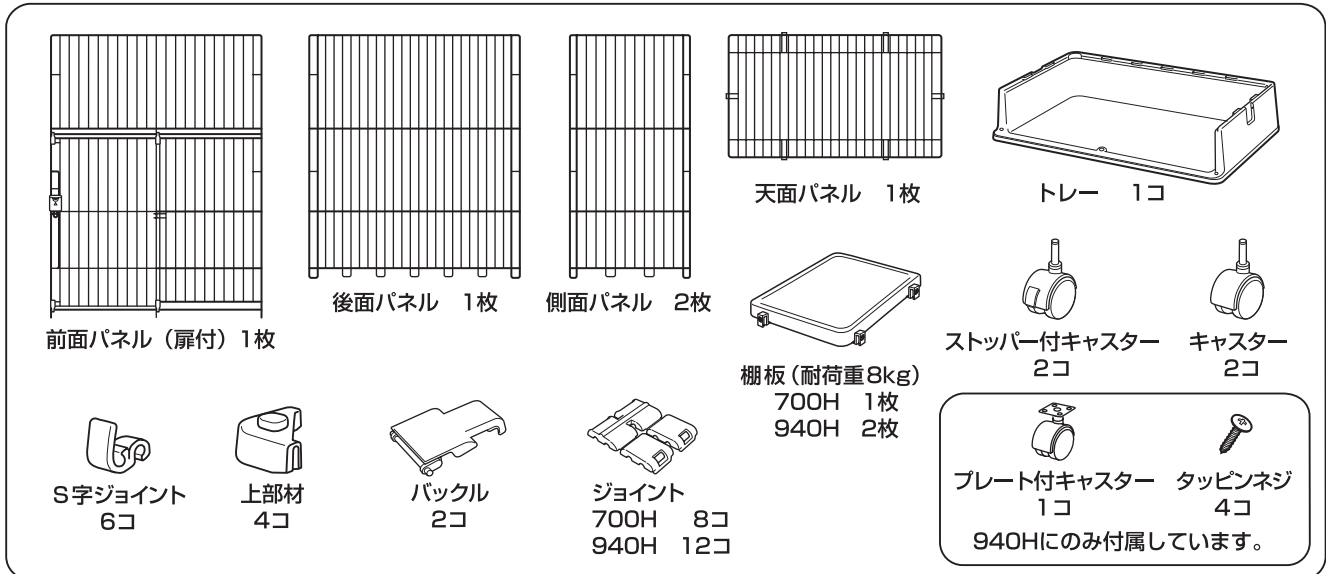 天面パネル　1枚
トレー　1コ
後面パネル　1枚
側面パネル　2枚
前面パネル（扉付）1枚
ストッパー付キャスター
2コ
キャスター
2コ
棚板（耐荷重8kg）
700H　1枚
940H　2枚
S字ジョイント
6コ
上部材
4コ
バックル
2コ
ジョイント
700H　8コ
940H　12コ
プレート付キャスター
1コ
タッピンネジ
4コ
940Hにのみ付属しています。